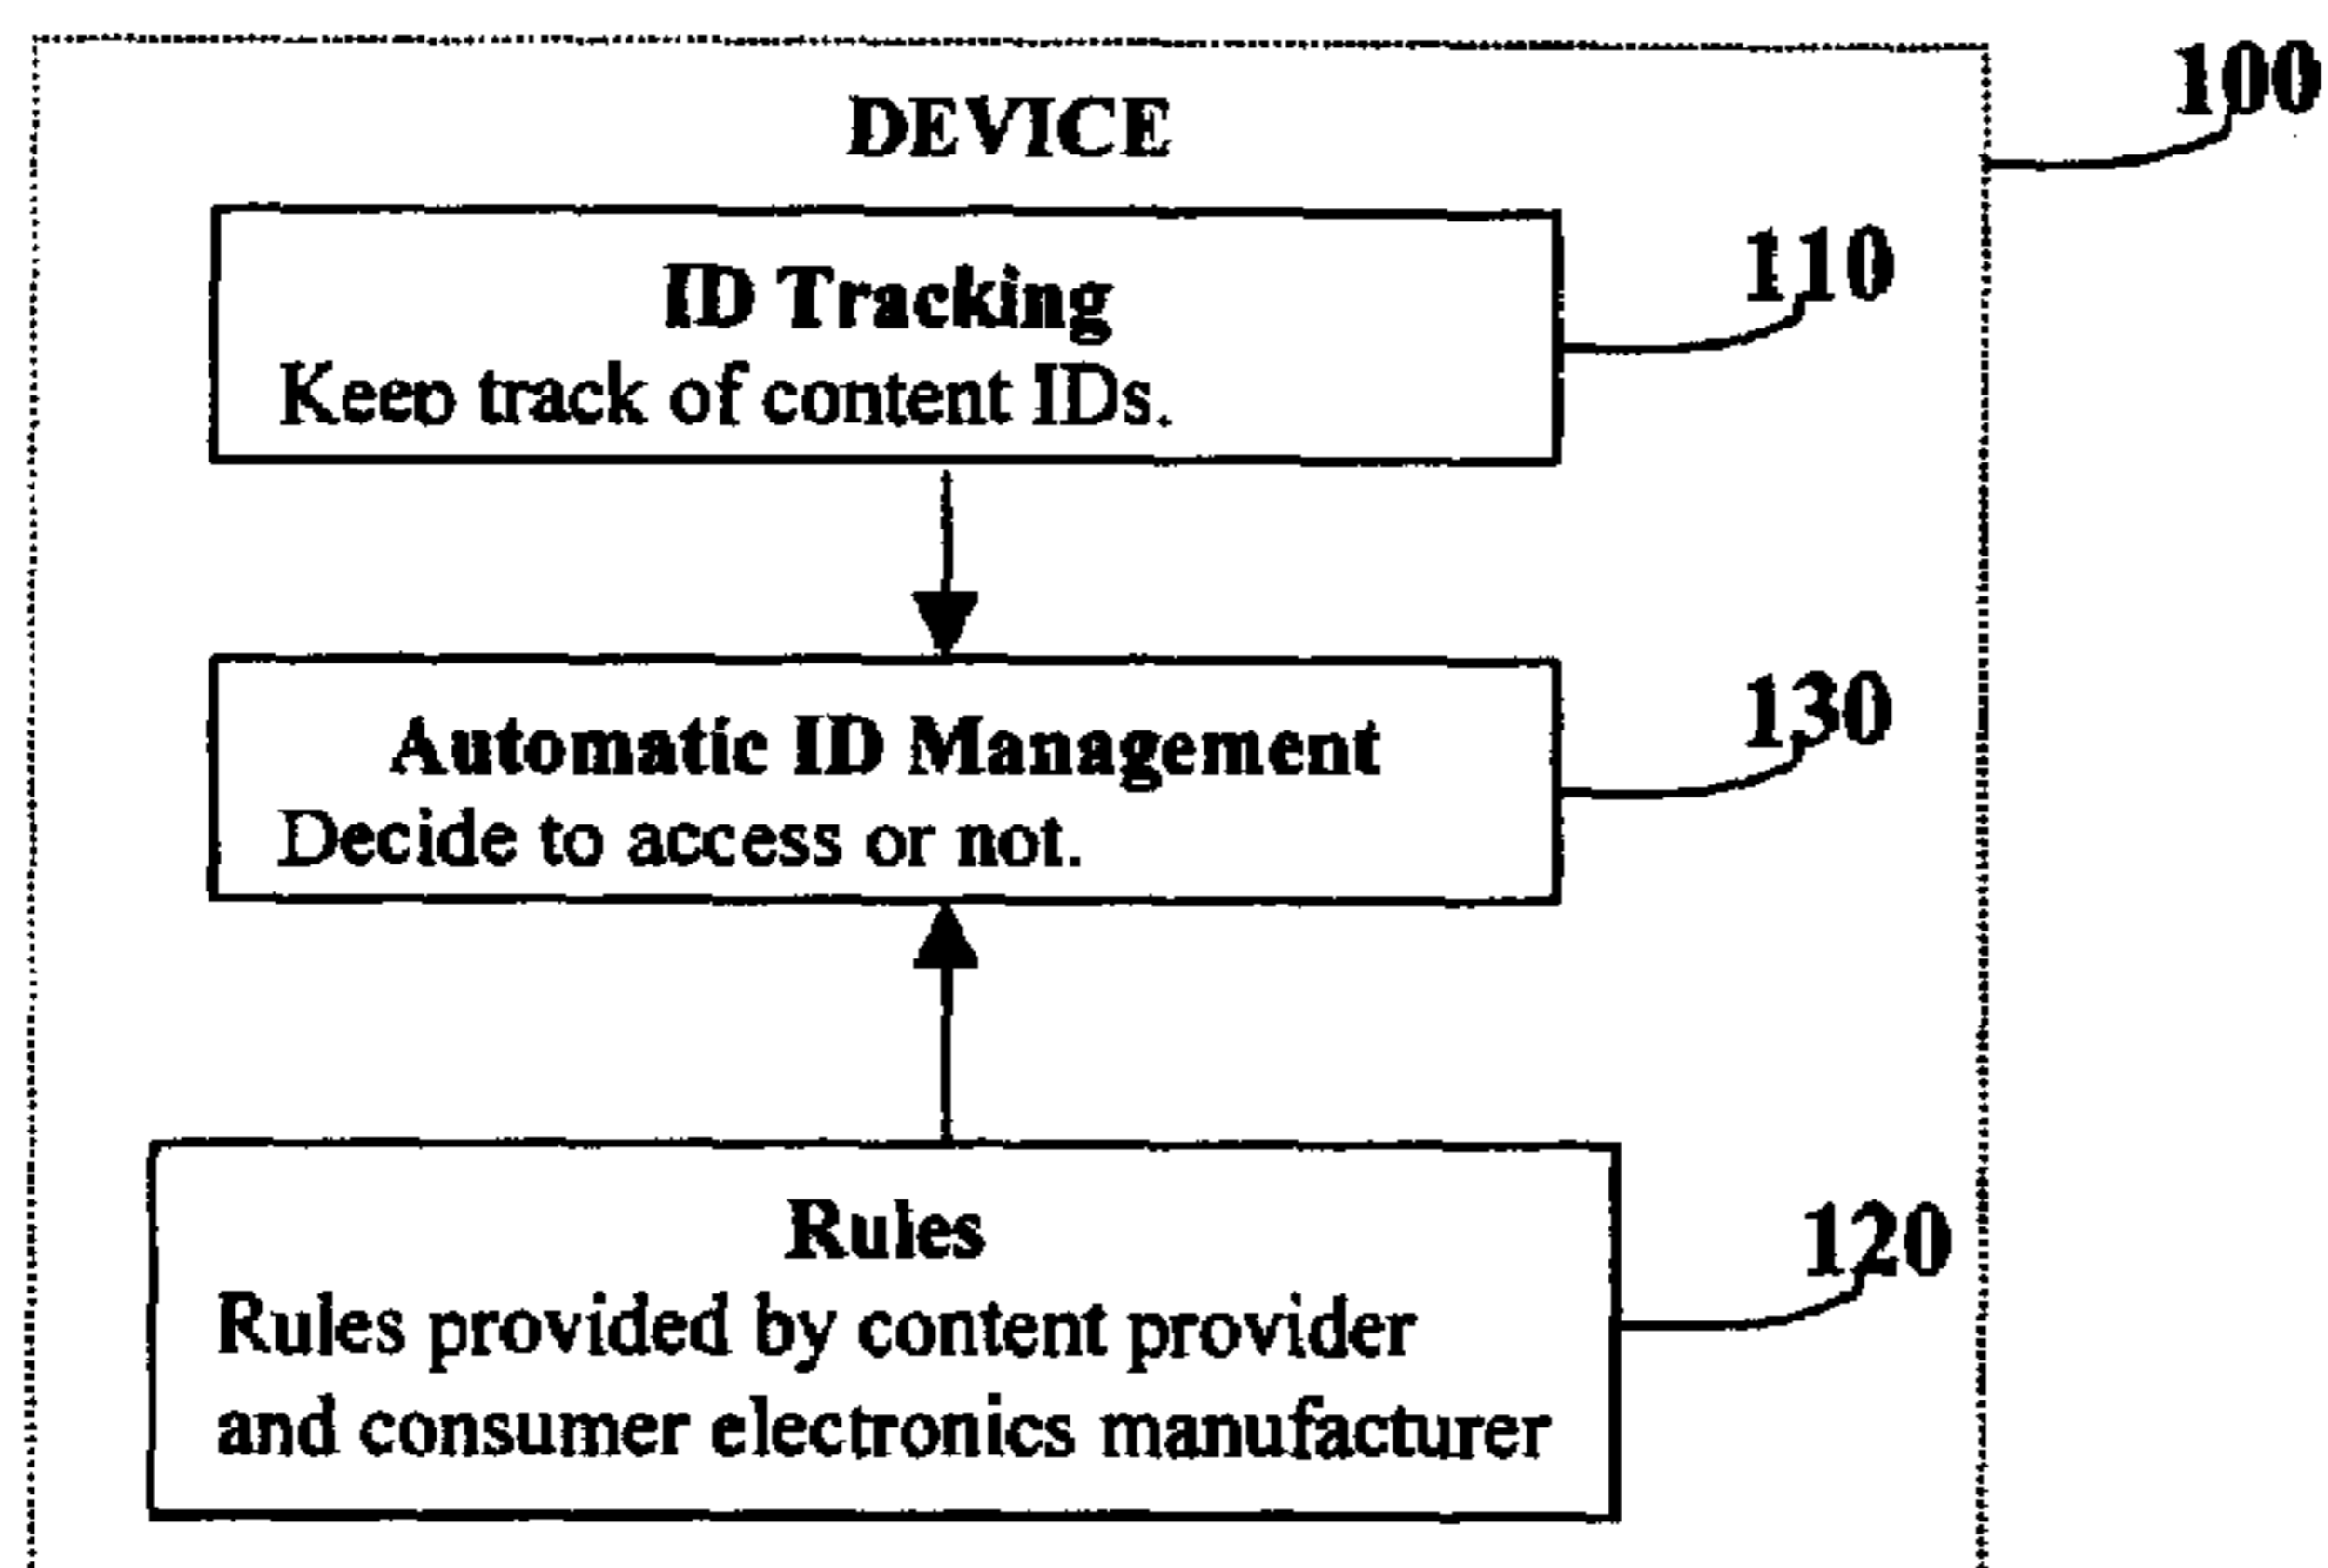 100
DEVICE
ID Tracking
Keep track of content IDs.
110
Automatic ID Management
Decide to access or not.
130
Rules
Rules provided by content provider
and consumer electronics manufacturer
120